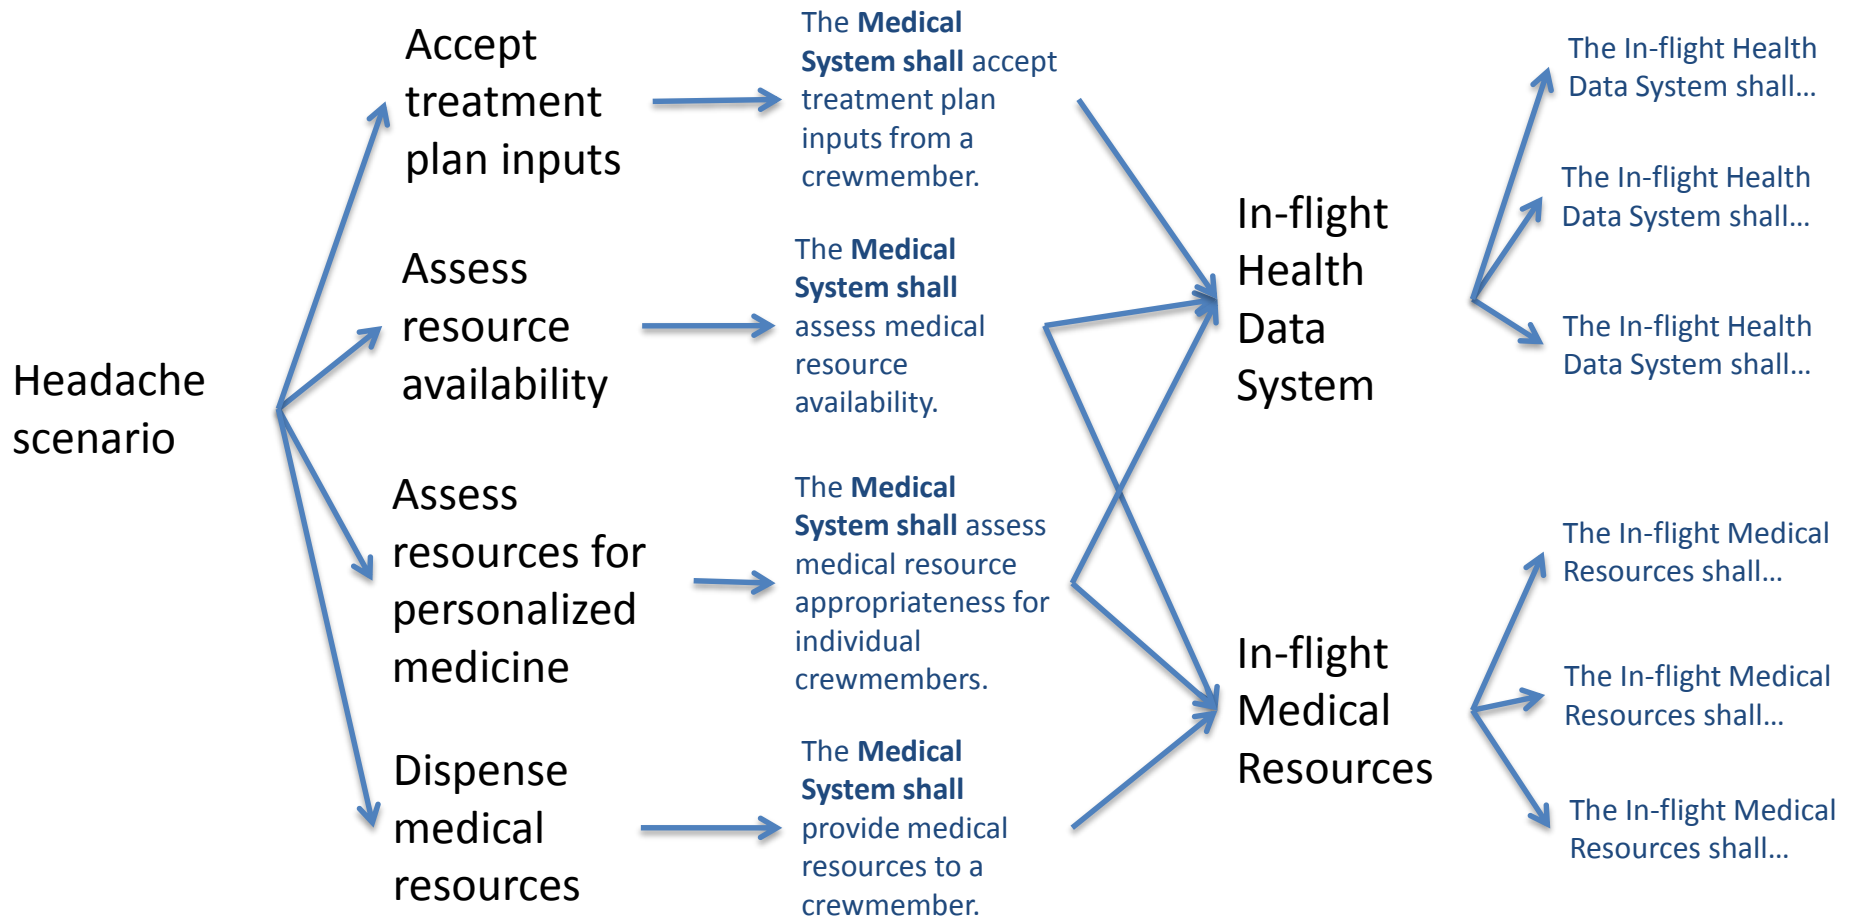 Headache
scenario
Accept
treatment
plan inputs
Assess
resource
availability
Assess
resources for
personalized
medicine
Dispense
medical
resources
The Medical
System shall accept
treatment plan
inputs from a
crewmember.
The Medical
System shall
assess medical
resource
availability.
The Medical
System shall assess
medical resource
appropriateness for
individual
crewmembers.
The Medical
System shall
provide medical
resources to a
crewmember.
In-flight
Health
Data
System
In-flight
Medical
Resources
The In-flight Health
Data System shall...
The In-flight Health
Data System shall...
The In-flight Health
Data System shall...
The In-flight Medical
Resources shall...
The In-flight Medical
Resources shall...
The In-flight Medical
Resources shall...